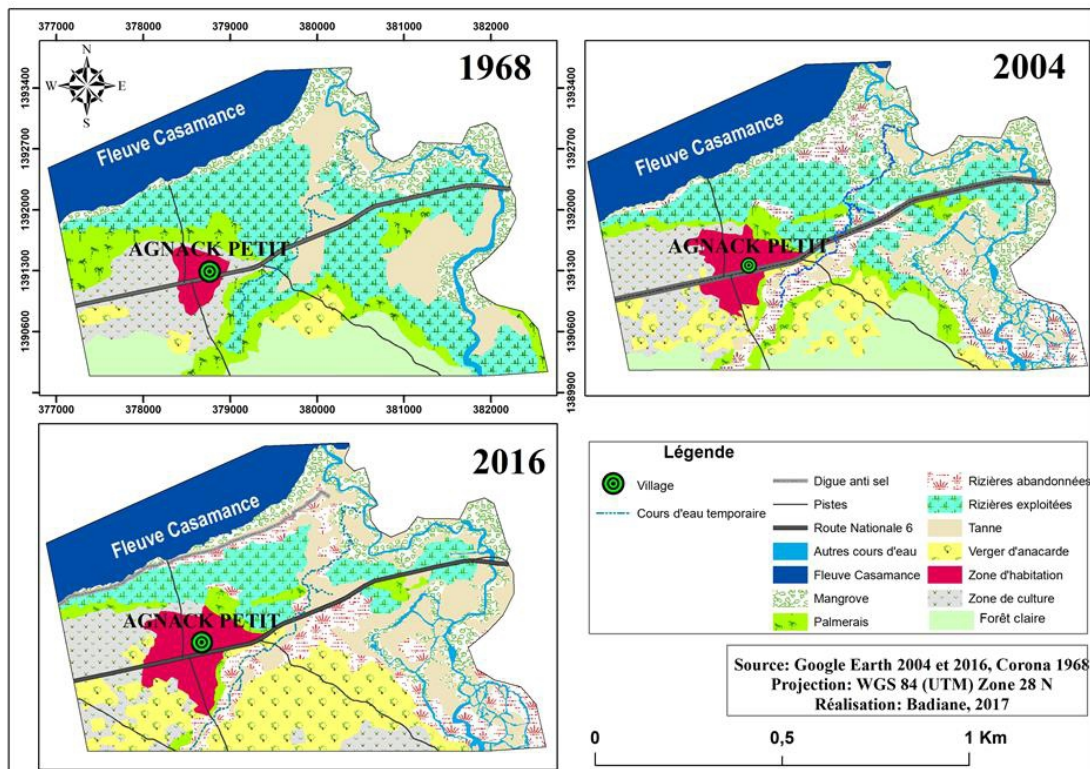 377000 378000 379000 380000 381000 382000
1393400
1392700
1392000
1391300
1390600
1389900
N
W E
S
1968
Fleuve Casamance
AGNACK PETIT
377000 378000 379000 380000 381000 382000
2004
1393400
1392700
1392000
1391300
1390600
1389900
Fleuve Casamance
AGNACK PETIT
2016
Fleuve Casamance
AGNACK PETIT
Légende
Village
Cours d'eau temporaire
Digue anti sel
Pistes
Route Nationale 6
Autres cours d'eau
Fleuve Casamance
Mangrove
Palmerais
Rizières abandonnées
Rizières exploitées
Tanne
Verger d'anacarde
Zone d'habitation
Zone de culture
Forêt claire
Source: Google Earth 2004 et 2016, Corona 1968
Projection: WGS 84 (UTM) Zone 28 N
Réalisation: Badiane, 2017
0 0,5 1 Km